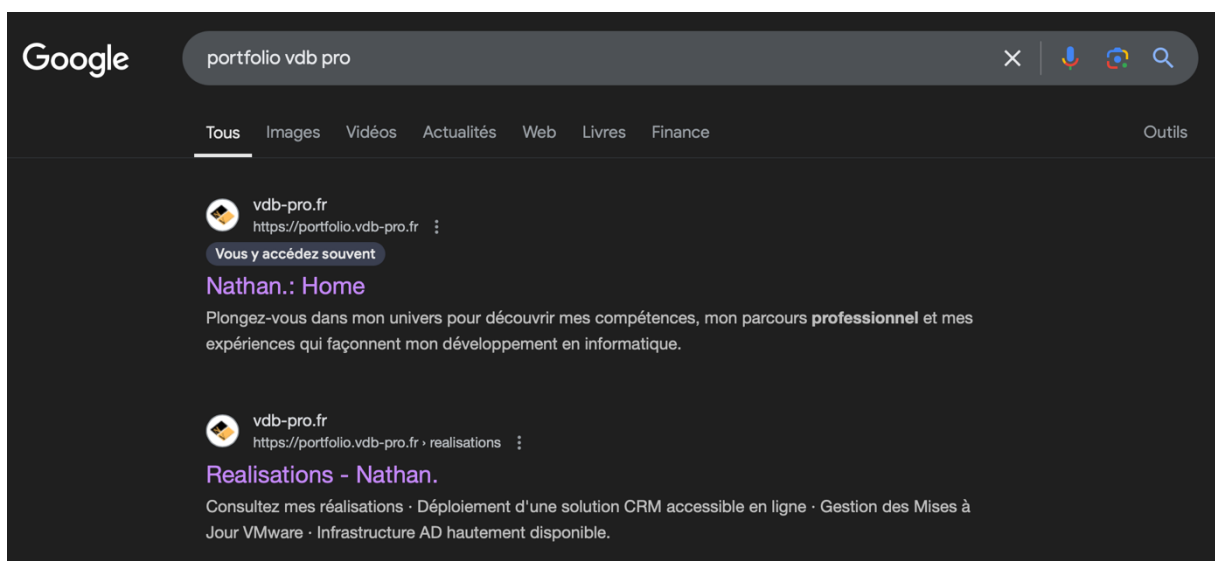 Google
portfolio vdb pro
Tous Images Vidéos Actualités Web Livres Finance Outils
vdb-pro.fr
https://portfolio.vdb-pro.fr
Vous y accédez souvent
Nathan.: Home
Plongez-vous dans mon univers pour découvrir mes compétences, mon parcours professionnel et mes
expériences qui façonnent mon développement en informatique.
vdb-pro.fr
https://portfolio.vdb-pro.fr › realisations
Realisations - Nathan.
Consultez mes réalisations · Déploiement d'une solution CRM accessible en ligne · Gestion des Mises à
Jour VMware · Infrastructure AD hautement disponible.